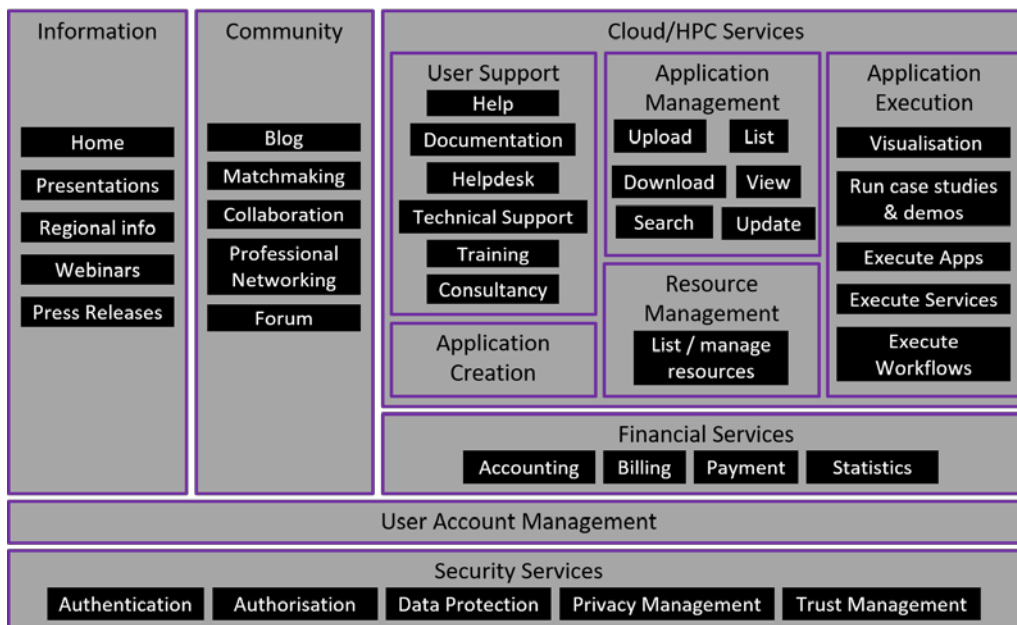 Information
Home
Presentations
Regional info
Webinars
Press Releases
Community
Blog
Matchmaking
Collaboration
Professional
Networking
Forum
Cloud/HPC Services
User Support
Help
Documentation
Helpdesk
Technical Support
Training
Consultancy
Application
Creation
Application
Management
Upload
List
Download
View
Search
Update
Resource
Management
List / manage
resources
Application
Execution
Visualisation
Run case studies
& demos
Execute Apps
Execute Services
Execute
Workflows
Financial Services
Accounting
Billing
Payment
Statistics
User Account Management
Security Services
Authentication
Authorisation
Data Protection
Privacy Management
Trust Management